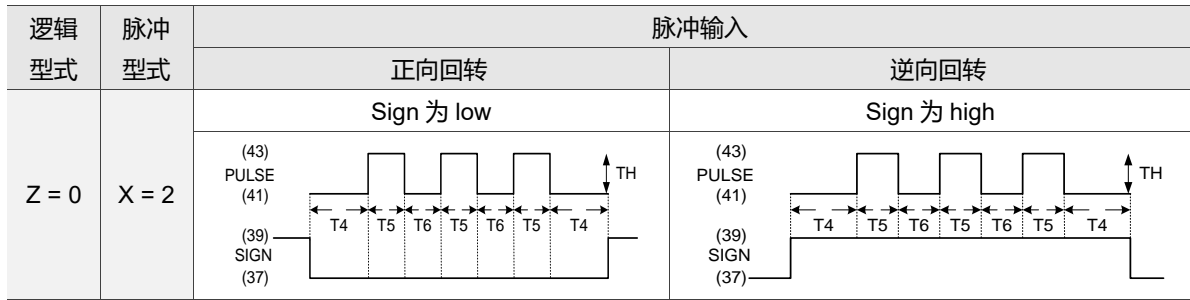 逻辑
型式
脉冲
型式
脉冲输入
正向回转
逆向回转
Z = 0
X = 2
Sign 为 low
Sign 为 high
(43)
PULSE
(41)
TH
T4 T5 T6 T5 T6 T5 T4
(39)
SIGN
(37)
(43)
PULSE
(41)
TH
T4 T5 T6 T5 T6 T5 T4
(39)
SIGN
(37)